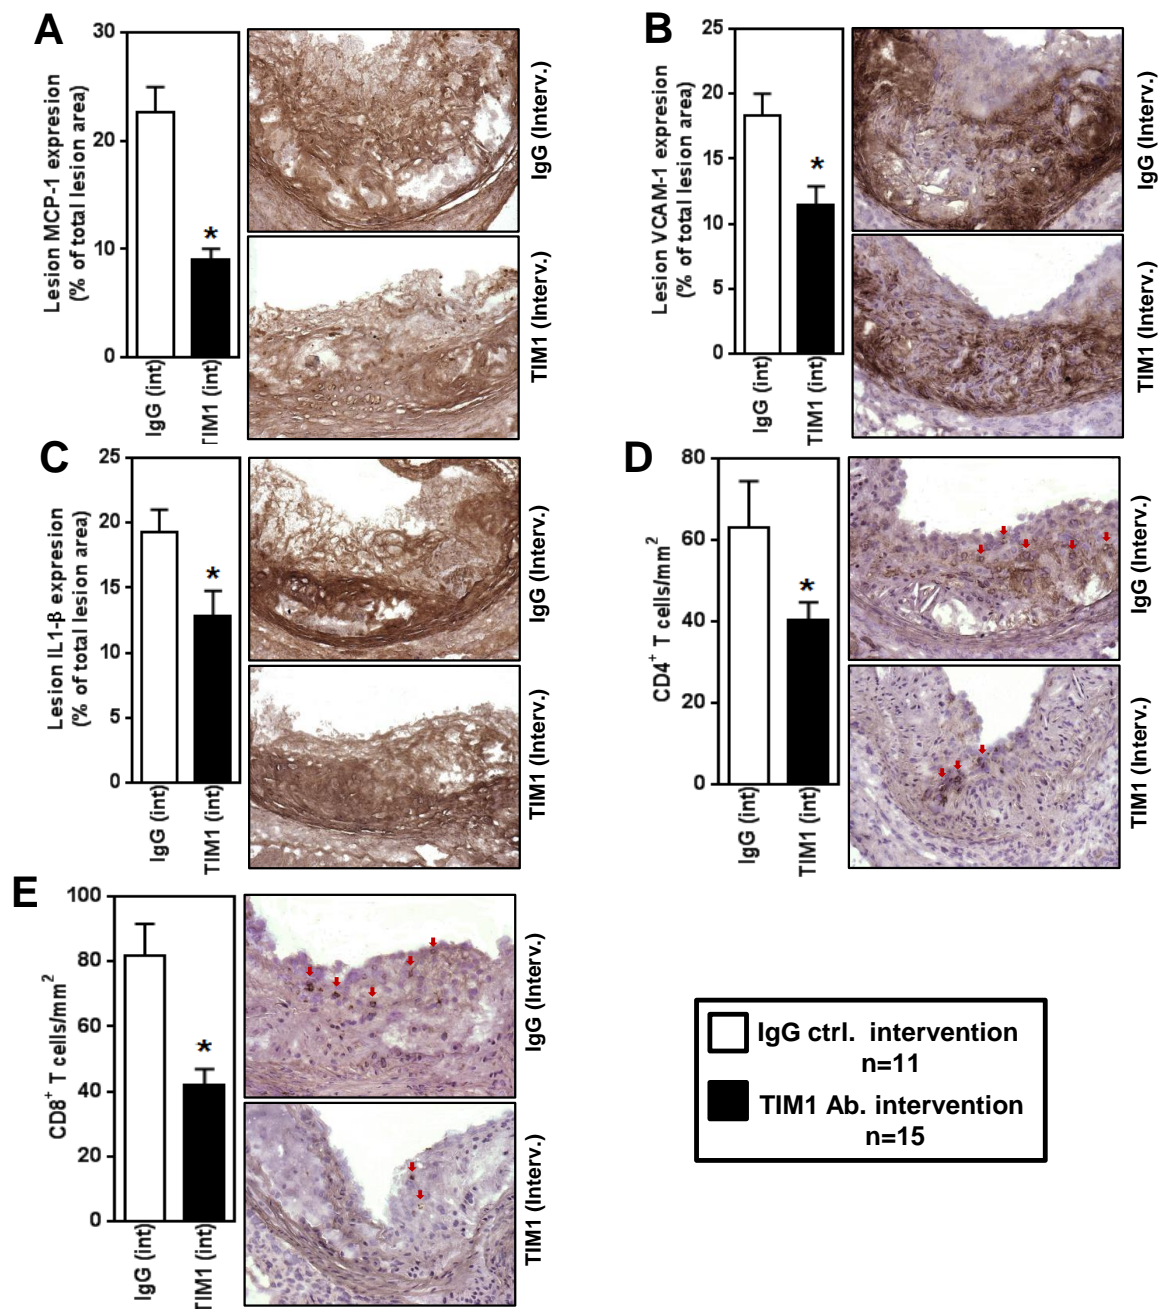 A
Lesion MCP-1 expresion
(% of total lesion area)
30
20
10
0
IgG (int)
TIM1 (int)
*
IgG (Interv.)
TIM1 (Interv.)
B
Lesion VCAM-1 expresion
(% of total lesion area)
25
20
15
10
5
0
IgG (int)
TIM1 (int)
*
IgG (Interv.)
TIM1 (Interv.)
C
Lesion IL1-β expresion
(% of total lesion area)
25
20
15
10
5
0
IgG (int)
TIM1 (int)
*
IgG (Interv.)
TIM1 (Interv.)
D
CD4⁺ T cells/mm²
80
60
40
20
0
IgG (int)
TIM1 (int)
*
IgG (Interv.)
TIM1 (Interv.)
E
CD8⁺ T cells/mm²
100
80
60
40
20
0
IgG (int)
TIM1 (int)
*
IgG (Interv.)
TIM1 (Interv.)
IgG ctrl. intervention
n=11
TIM1 Ab. intervention
n=15